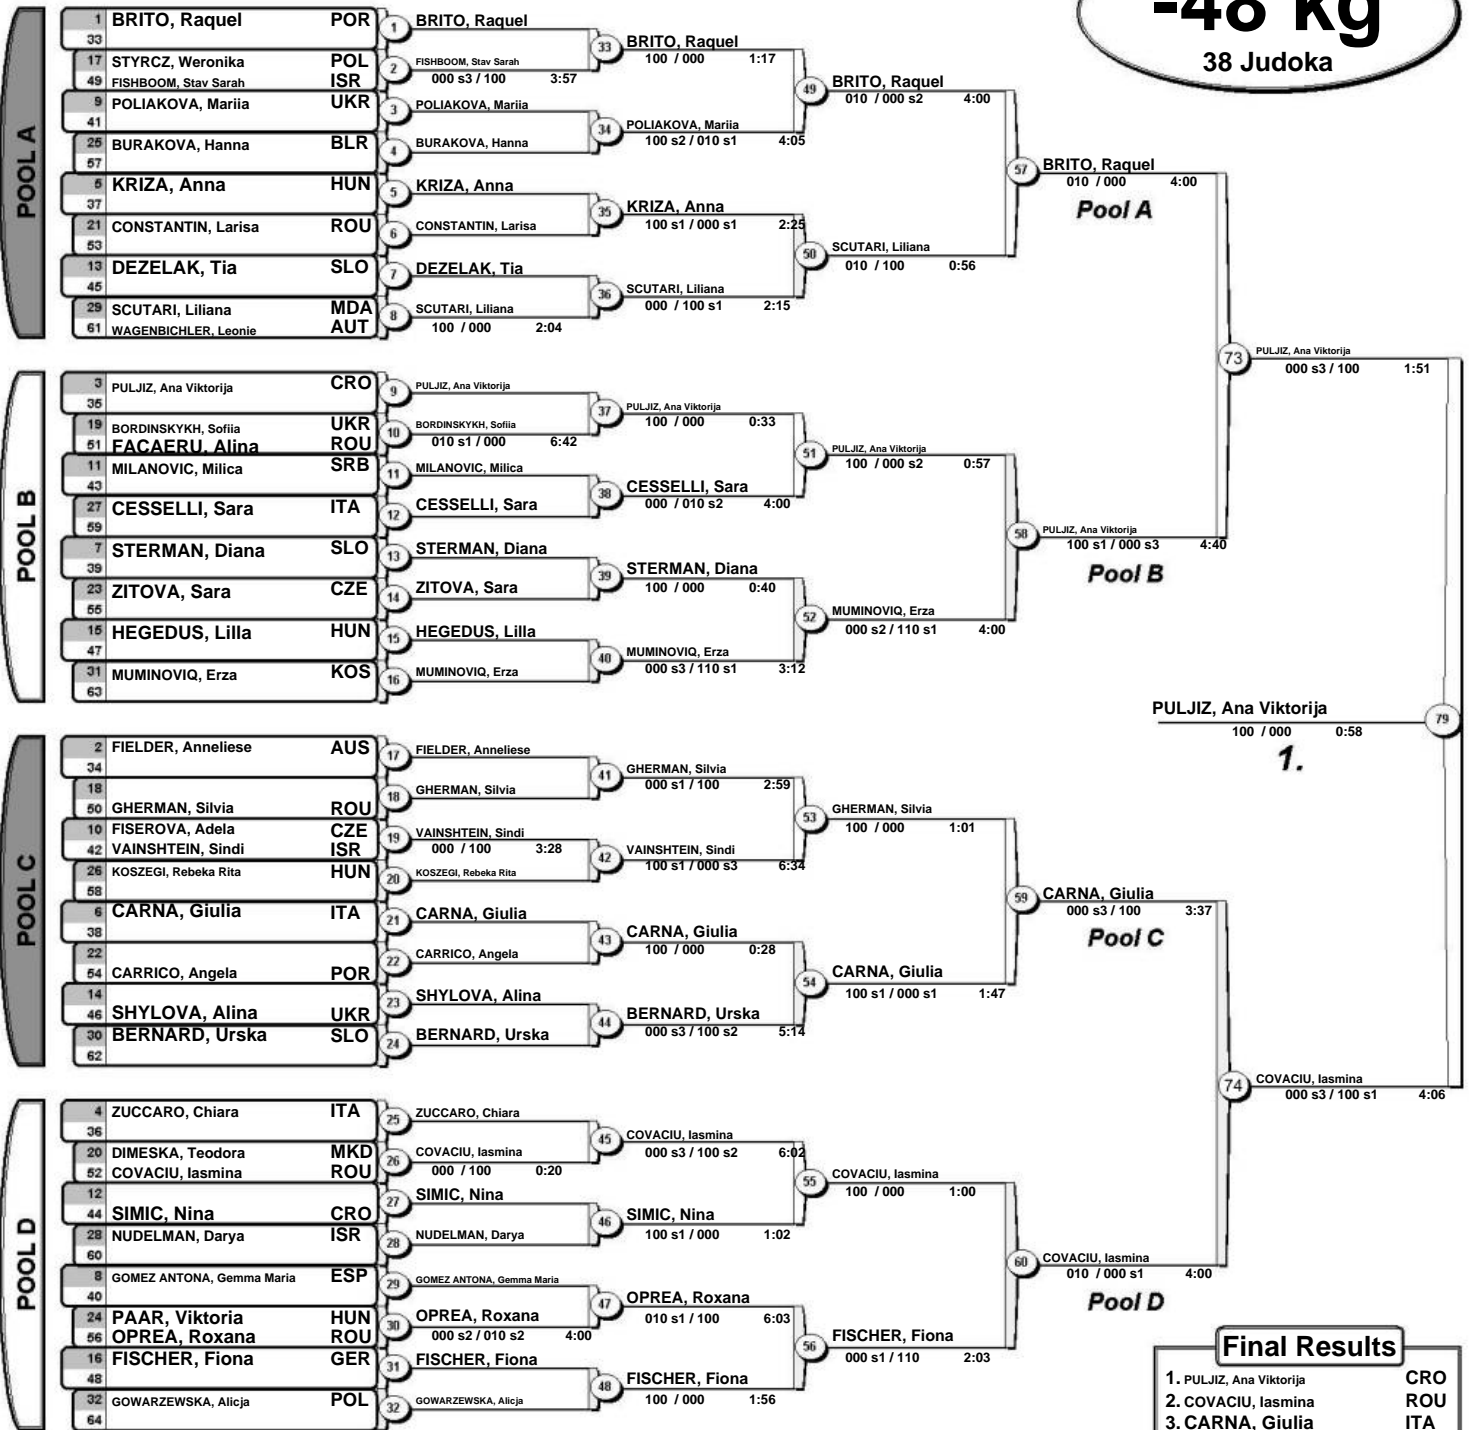 -48 kg
38 Judoka
POOL A
1 BRITO, Raquel POR
33
17 STYRCZ, Weronika POL
49 FISHBOOM, Stav Sarah ISR
9 POLIAKOVA, Mariia UKR
41
25 BURAKOVA, Hanna BLR
57
5 KRIZA, Anna HUN
37
21 CONSTANTIN, Larisa ROU
53
13 DEZELAK, Tia SLO
45
29 SCUTARI, Liliana MDA
61 WAGENBICHLER, Leonie AUT
1 BRITO, Raquel
2 FISHBOOM, Stav Sarah
000 s3 / 100 3:57
3 POLIAKOVA, Mariia
4 BURAKOVA, Hanna
5 KRIZA, Anna
6 CONSTANTIN, Larisa
7 DEZELAK, Tia
8 SCUTARI, Liliana
100 / 000 2:04
33 BRITO, Raquel
100 / 000 1:17
34 POLIAKOVA, Mariia
100 s2 / 010 s1 4:05
35 KRIZA, Anna
100 s1 / 000 s1 2:25
36 SCUTARI, Liliana
000 / 100 s1 2:15
49 BRITO, Raquel
010 / 000 s2 4:00
50 SCUTARI, Liliana
010 / 100 0:56
57 BRITO, Raquel
010 / 000 4:00
Pool A
POOL B
3 PULJIZ, Ana Viktorija CRO
35
19 BORDINSKYKH, Sofiia UKR
51 FACAERU, Alina ROU
11 MILANOVIC, Milica SRB
43
27 CESSELLI, Sara ITA
59
7 STERMAN, Diana SLO
39
23 ZITOVA, Sara CZE
55
15 HEGEDUS, Lilla HUN
47
31 MUMINOVIQ, Erza KOS
63
9 PULJIZ, Ana Viktorija
10 BORDINSKYKH, Sofiia
010 s1 / 000 6:42
11 MILANOVIC, Milica
12 CESSELLI, Sara
13 STERMAN, Diana
14 ZITOVA, Sara
15 HEGEDUS, Lilla
16 MUMINOVIQ, Erza
37 PULJIZ, Ana Viktorija
100 / 000 0:33
38 CESSELLI, Sara
000 / 010 s2 4:00
39 STERMAN, Diana
100 / 000 0:40
40 MUMINOVIQ, Erza
000 s3 / 110 s1 3:12
51 PULJIZ, Ana Viktorija
100 / 000 s2 0:57
52 MUMINOVIQ, Erza
000 s2 / 110 s1 4:00
58 PULJIZ, Ana Viktorija
100 s1 / 000 s3 4:40
Pool B
73 PULJIZ, Ana Viktorija
000 s3 / 100 1:51
PULJIZ, Ana Viktorija 79
100 / 000 0:58
1.
POOL C
2 FIELDER, Anneliese AUS
34
18
50 GHERMAN, Silvia ROU
10 FISEROVA, Adela CZE
42 VAINSHTEIN, Sindi ISR
26 KOSZEGI, Rebeka Rita HUN
58
6 CARNA, Giulia ITA
38
22
54 CARRICO, Angela POR
14
46 SHYLOVA, Alina UKR
30 BERNARD, Urska SLO
62
17 FIELDER, Anneliese
18 GHERMAN, Silvia
19 VAINSHTEIN, Sindi
000 / 100 3:28
20 KOSZEGI, Rebeka Rita
21 CARNA, Giulia
22 CARRICO, Angela
23 SHYLOVA, Alina
24 BERNARD, Urska
41 GHERMAN, Silvia
000 s1 / 100 2:59
42 VAINSHTEIN, Sindi
100 s1 / 000 s3 6:34
43 CARNA, Giulia
100 / 000 0:28
44 BERNARD, Urska
000 s3 / 100 s2 5:14
53 GHERMAN, Silvia
100 / 000 1:01
54 CARNA, Giulia
100 s1 / 000 s1 1:47
59 CARNA, Giulia
000 s3 / 100 3:37
Pool C
POOL D
4 ZUCCARO, Chiara ITA
36
20 DIMESKA, Teodora MKD
52 COVACIU, Iasmina ROU
12
44 SIMIC, Nina CRO
28 NUDELMAN, Darya ISR
60
8 GOMEZ ANTONA, Gemma Maria ESP
40
24 PAAR, Viktoria HUN
56 OPREA, Roxana ROU
16 FISCHER, Fiona GER
48
32 GOWARZEWSKA, Alicja POL
64
25 ZUCCARO, Chiara
26 COVACIU, Iasmina
000 / 100 0:20
27 SIMIC, Nina
28 NUDELMAN, Darya
29 GOMEZ ANTONA, Gemma Maria
30 OPREA, Roxana
000 s2 / 010 s2 4:00
31 FISCHER, Fiona
32 GOWARZEWSKA, Alicja
45 COVACIU, Iasmina
000 s3 / 100 s2 6:02
46 SIMIC, Nina
100 s1 / 000 1:02
47 OPREA, Roxana
010 s1 / 100 6:03
48 FISCHER, Fiona
100 / 000 1:56
55 COVACIU, Iasmina
100 / 000 1:00
56 FISCHER, Fiona
000 s1 / 110 2:03
60 COVACIU, Iasmina
010 / 000 s1 4:00
Pool D
74 COVACIU, Iasmina
000 s3 / 100 s1 4:06
Final Results
1. PULJIZ, Ana Viktorija CRO
2. COVACIU, Iasmina ROU
3. CARNA, Giulia ITA